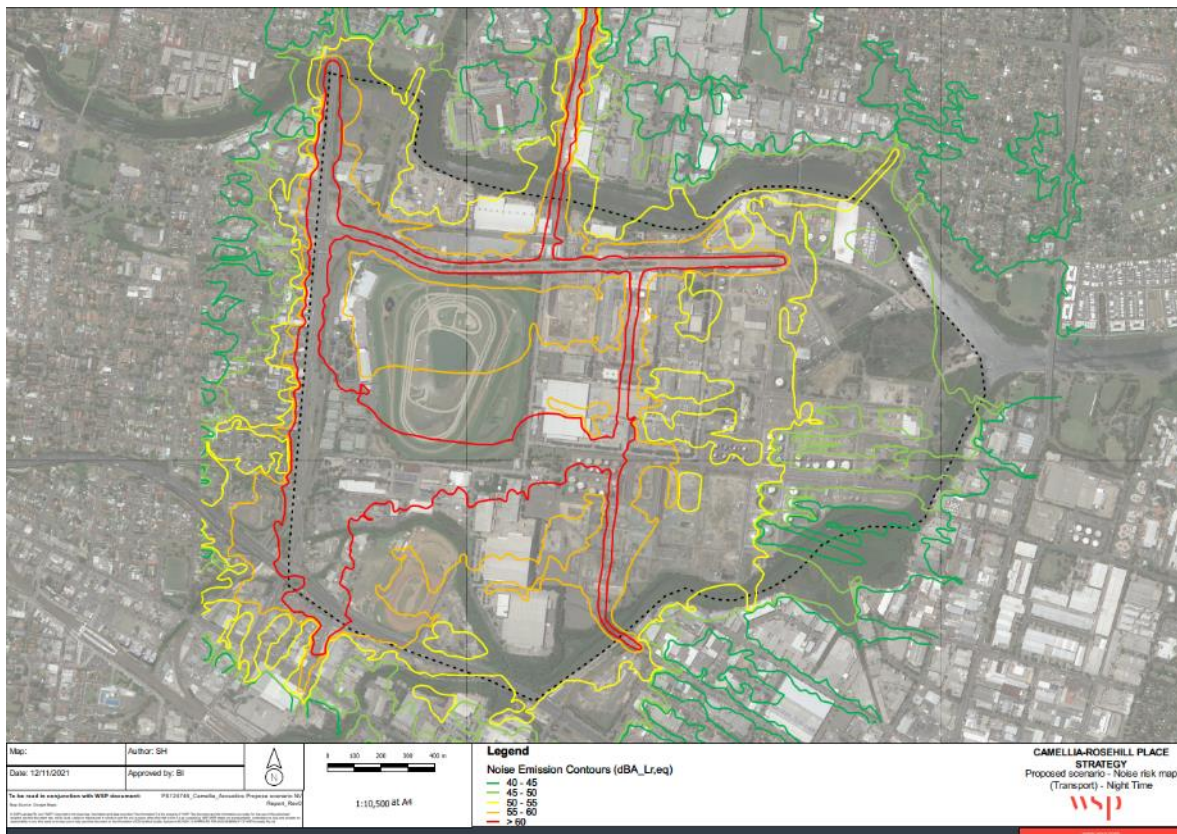 Map:
Author: SH
Date: 12/11/2021
Approved by: BI
N
0 100 200 300 400 m
1:10,500 at A4
To be read in conjunction with WSP document:
Legend
Noise Emission Contours (dBA_Lr,eq)
40 - 45
45 - 50
50 - 55
55 - 60
> 60
CAMELLIA-ROSEHILL PLACE
STRATEGY
Proposed scenario - Noise risk map
(Transport) - Night Time
wsp